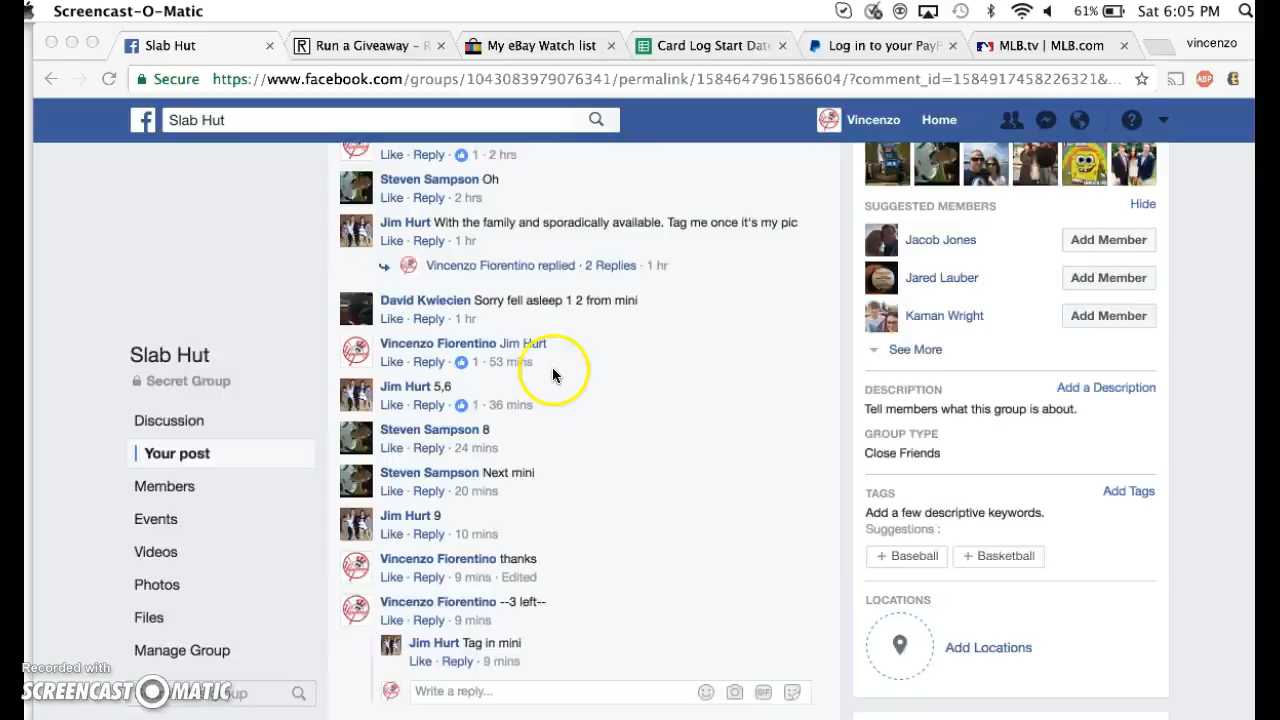 Screencast-O-Matic
61% Sat 6:05 PM
Slab Hut
Run a Giveaway – R
My eBay Watch list
Card Log Start Date
Log in to your PayP
MLB.tv | MLB.com
vincenzo
Secure https://www.facebook.com/groups/1043083979076341/permalink/1584647961586604/?comment_id=1584917458226321&...
ABP
Slab Hut
Vincenzo Home
Like · Reply · 1 · 2 hrs
Steven Sampson Oh
Like · Reply · 2 hrs
Jim Hurt With the family and sporadically available. Tag me once it's my pic
Like · Reply · 1 hr
Vincenzo Fiorentino replied · 2 Replies · 1 hr
David Kwiecien Sorry fell asleep 1 2 from mini
Like · Reply · 1 hr
Vincenzo Fiorentino Jim Hurt
Like · Reply · 1 · 53 mins
Jim Hurt 5,6
Like · Reply · 1 · 36 mins
Steven Sampson 8
Like · Reply · 24 mins
Steven Sampson Next mini
Like · Reply · 20 mins
Jim Hurt 9
Like · Reply · 10 mins
Vincenzo Fiorentino thanks
Like · Reply · 9 mins · Edited
Vincenzo Fiorentino --3 left--
Like · Reply · 9 mins
Jim Hurt Tag in mini
Like · Reply · 9 mins
Write a reply...
GIF
Slab Hut
Secret Group
Discussion
Your post
Members
Events
Videos
Photos
Files
Manage Group
SUGGESTED MEMBERS Hide
Jacob Jones Add Member
Jared Lauber Add Member
Kaman Wright Add Member
See More
DESCRIPTION Add a Description
Tell members what this group is about.
GROUP TYPE
Close Friends
TAGS Add Tags
Add a few descriptive keywords.
Suggestions :
+ Baseball + Basketball
LOCATIONS
Add Locations
Recorded with
SCREENCAST-O-MATIC